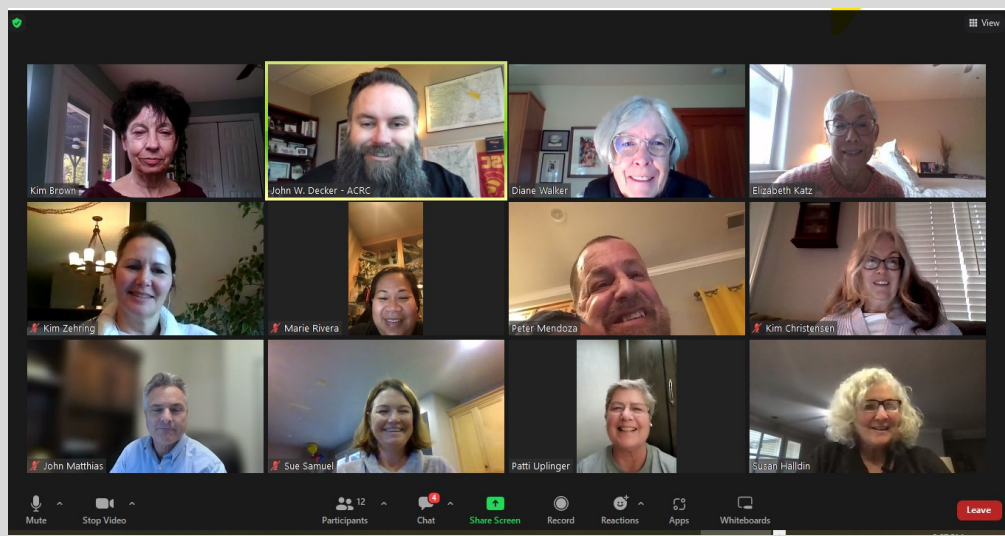 View
Kim Brown
John W. Decker - ACRC
Diane Walker
Elizabeth Katz
Kim Zehring
Marie Rivera
Peter Mendoza
Kim Christensen
John Matthias
Sue Samuel
Patti Uplinger
Susan Halldin
12
4
Mute
Stop Video
Participants
Chat
Share Screen
Record
Reactions
Apps
Whiteboards
Leave